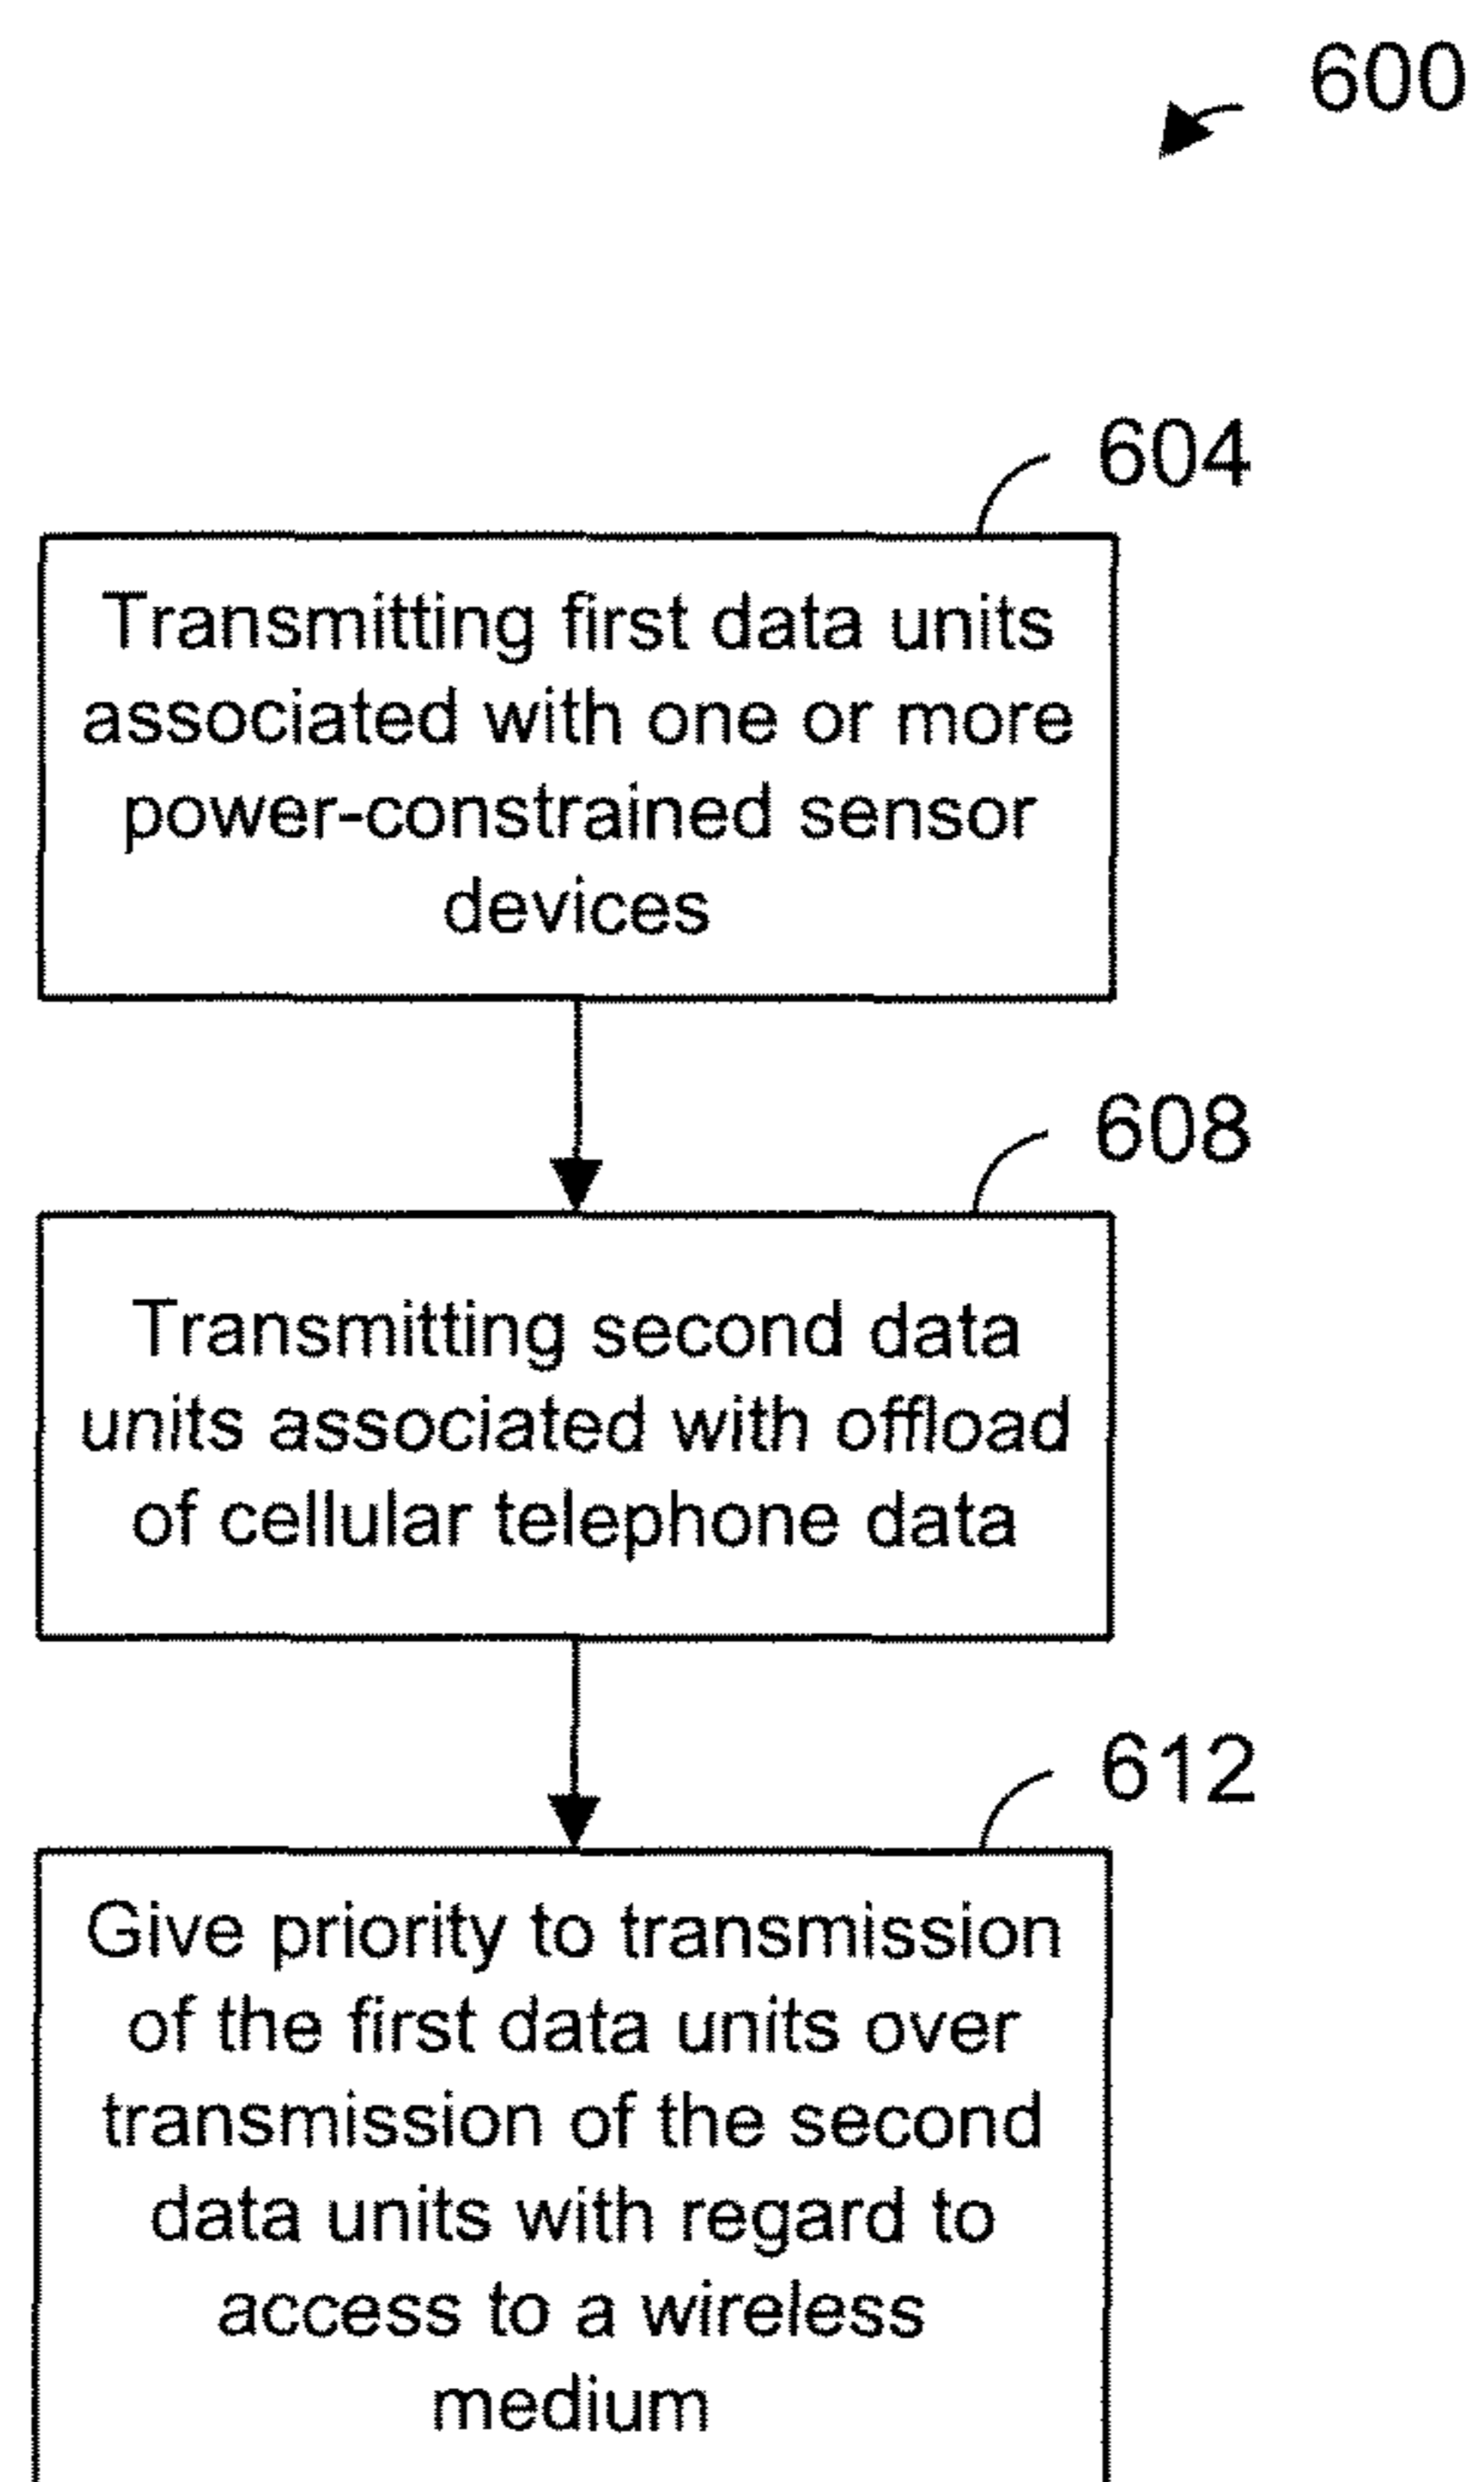 600
604
Transmitting first data units
associated with one or more
power-constrained sensor
devices
608
Transmitting second data
units associated with offload
of cellular telephone data
612
Give priority to transmission
of the first data units over
transmission of the second
data units with regard to
access to a wireless
medium